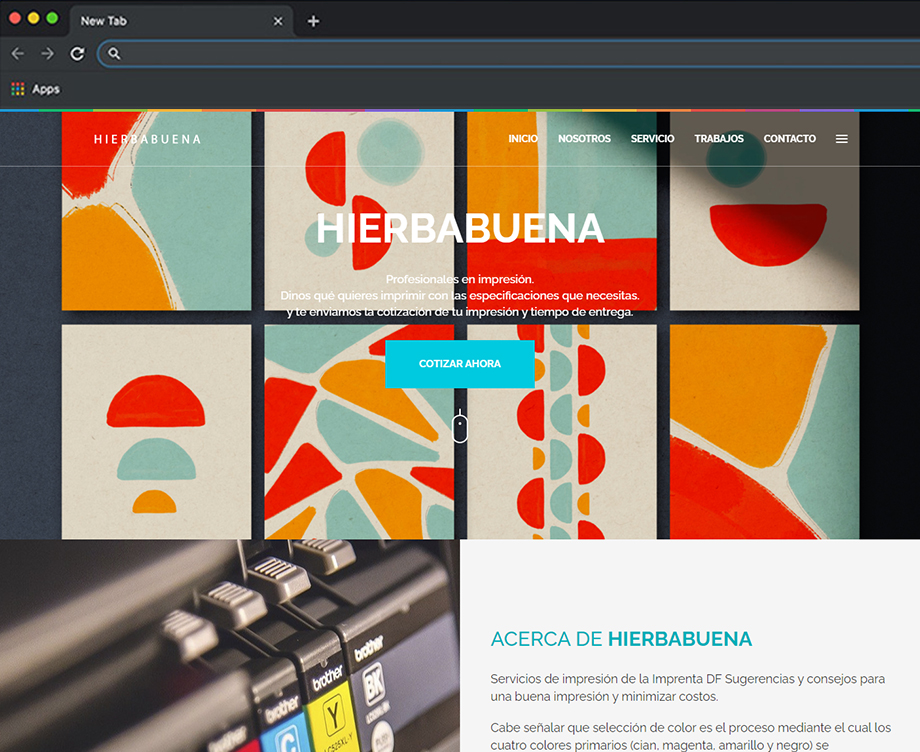 New Tab
Apps
HIERBABUENA
INICIO NOSOTROS SERVICIO TRABAJOS CONTACTO
HIERBABUENA
Profesionales en impresión.
Dinos qué quieres imprimir con las especificaciones que necesitas.
y te enviamos la cotización de tu impresión y tiempo de entrega.
COTIZAR AHORA
brother
BK
brother
Y
brother
C
ACERCA DE HIERBABUENA
Servicios de impresión de la Imprenta DF Sugerencias y consejos para
una buena impresión y minimizar costos.
Cabe señalar que selección de color es el proceso mediante el cual los
cuatro colores primarios (cian, magenta, amarillo y negro) se